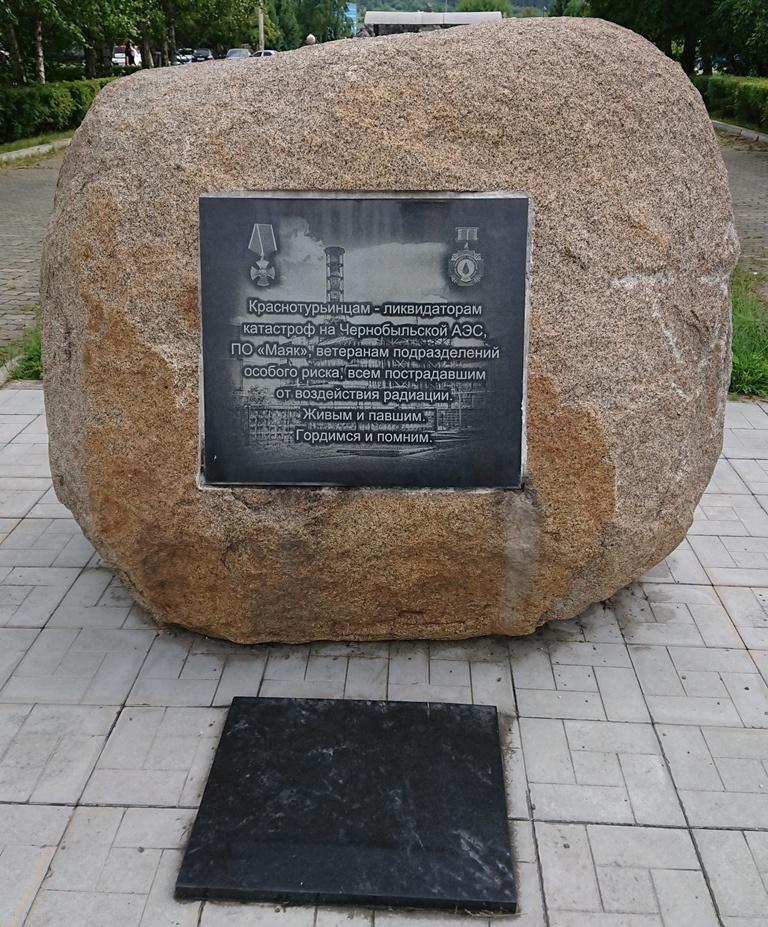 Краснотурьинцам - ликвидаторам
катастроф на Чернобыльской АЭС,
ПО «Маяк», ветеранам подразделений
особого риска, всем пострадавшим
от воздействия радиации.
Живым и павшим.
Гордимся и помним.